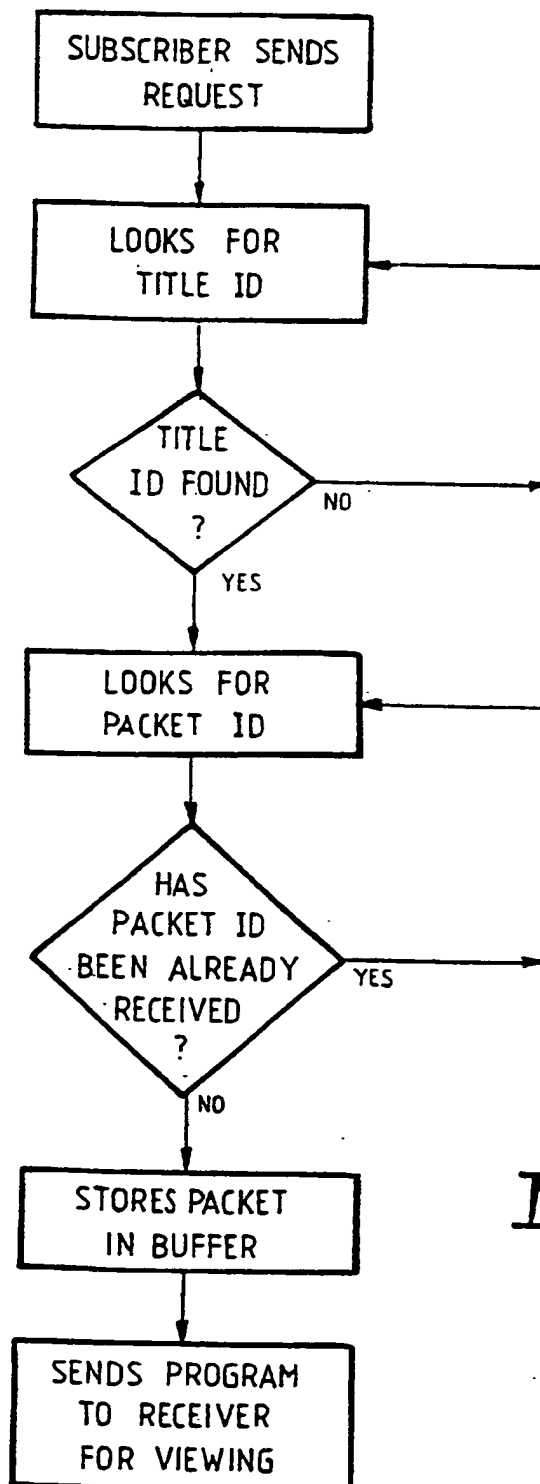 SUBSCRIBER SENDS
REQUEST
LOOKS FOR
TITLE ID
TITLE
ID FOUND
?
NO
YES
LOOKS FOR
PACKET ID
HAS
PACKET ID
BEEN ALREADY
RECEIVED
?
YES
NO
STORES PACKET
IN BUFFER
SENDS PROGRAM
TO RECEIVER
FOR VIEWING